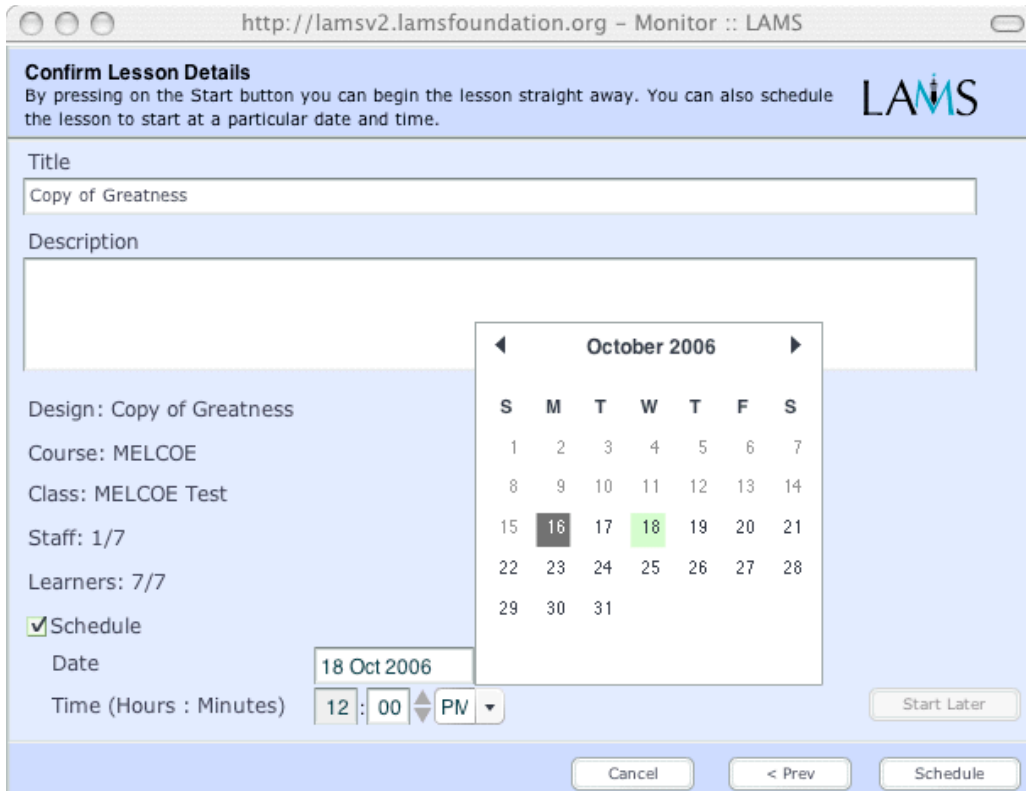 http://lamsv2.lamsfoundation.org – Monitor :: LAMS
Confirm Lesson Details
By pressing on the Start button you can begin the lesson straight away. You can also schedule
the lesson to start at a particular date and time.
LAMS
Title
Copy of Greatness
Description
October 2006
S M T W T F S
1 2 3 4 5 6 7
8 9 10 11 12 13 14
15 16 17 18 19 20 21
22 23 24 25 26 27 28
29 30 31
Design: Copy of Greatness
Course: MELCOE
Class: MELCOE Test
Staff: 1/7
Learners: 7/7
Schedule
Date 18 Oct 2006
Time (Hours : Minutes) 12 : 00 PM
Start Later
Cancel < Prev Schedule